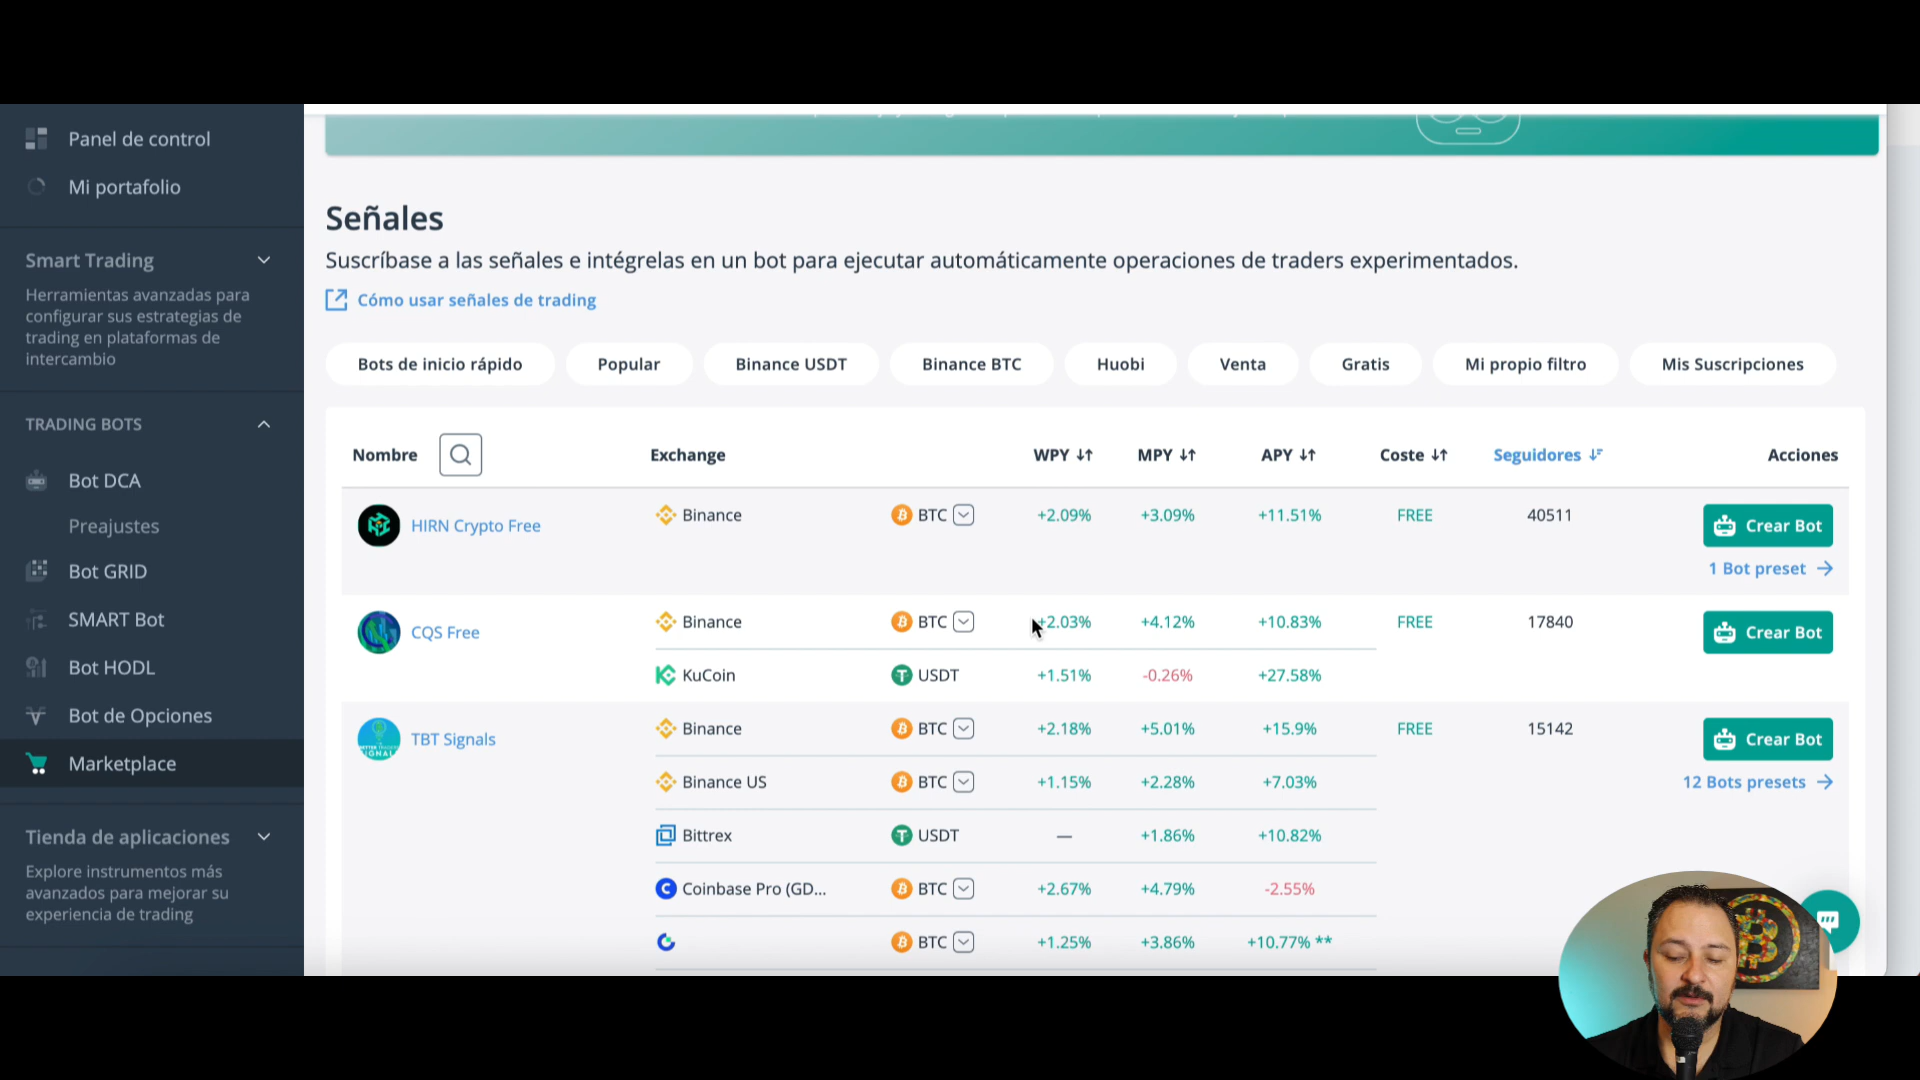 Panel de control
Mi portafolio
Smart Trading
Herramientas avanzadas para
configurar sus estrategias de
trading en plataformas de
intercambio
TRADING BOTS
Bot DCA
Preajustes
Bot GRID
SMART Bot
Bot HODL
Bot de Opciones
Marketplace
Tienda de aplicaciones
Explore instrumentos más
avanzados para mejorar su
experiencia de trading
Señales
Suscríbase a las señales e intégrelas en un bot para ejecutar automáticamente operaciones de traders experimentados.
Cómo usar señales de trading
Bots de inicio rápido Popular Binance USDT Binance BTC Huobi Venta Gratis Mi propio filtro Mis Suscripciones
Nombre Exchange WPY MPY APY Coste Seguidores Acciones
HIRN Crypto Free Binance BTC +2.09% +3.09% +11.51% FREE 40511 Crear Bot
1 Bot preset
CQS Free Binance BTC +2.03% +4.12% +10.83% FREE 17840 Crear Bot
KuCoin USDT +1.51% -0.26% +27.58%
TBT Signals Binance BTC +2.18% +5.01% +15.9% FREE 15142 Crear Bot
Binance US BTC +1.15% +2.28% +7.03% 12 Bots presets
Bittrex USDT — +1.86% +10.82%
Coinbase Pro (GD... BTC +2.67% +4.79% -2.55%
BTC +1.25% +3.86% +10.77% **